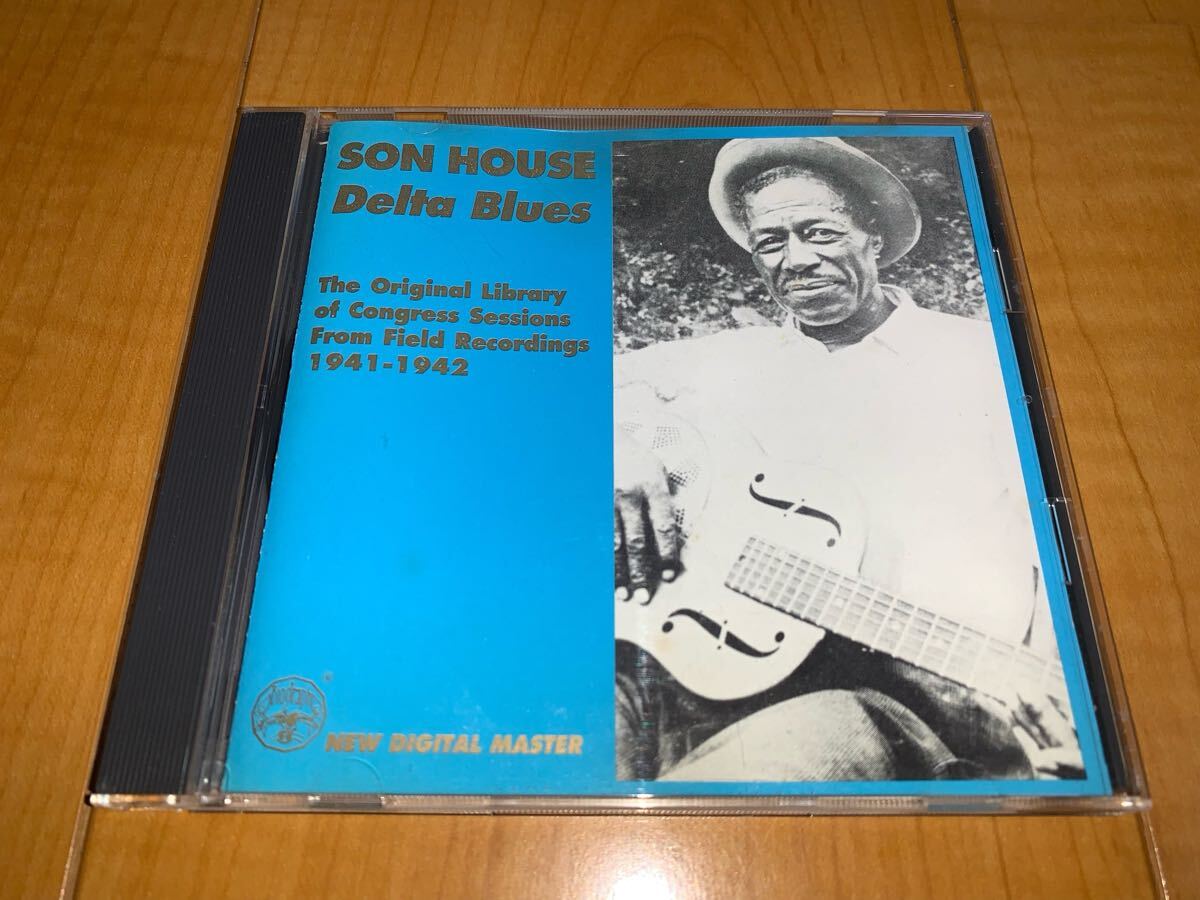 SON HOUSE
Delta Blues
The Original Library
of Congress Sessions
From Field Recordings
1941-1942
®
NEW DIGITAL MASTER